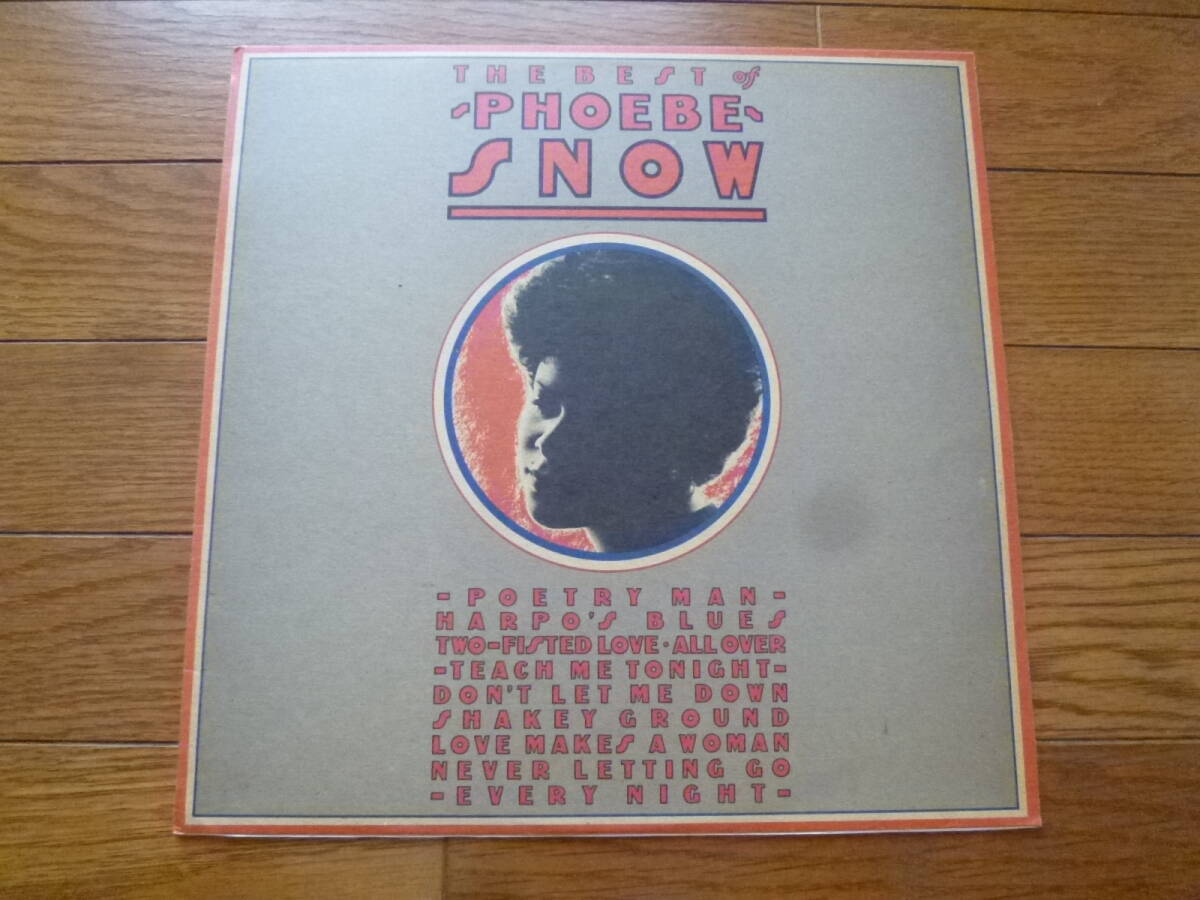 THE BEST of
-PHOEBE-
SNOW
- POETRY MAN -
HARPO'S BLUES
TWO-FISTED LOVE · ALL OVER
-TEACH ME TONIGHT-
DON'T LET ME DOWN
SHAKEY GROUND
LOVE MAKES A WOMAN
NEVER LETTING GO
- EVERY NIGHT -